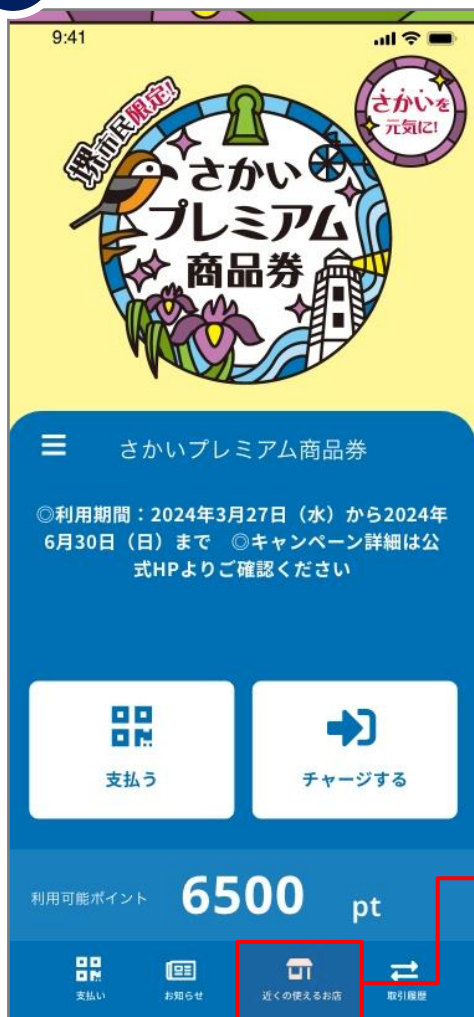 9:41
堺市民限定!
さかいを
元気に!
さかい
プレミアム
商品券
さかいプレミアム商品券
◎利用期間：2024年3月27日（水）から2024年
6月30日（日）まで　◎キャンペーン詳細は公
式HPよりご確認ください
支払う
チャージする
利用可能ポイント 6500 pt
支払い
お知らせ
近くの使えるお店
取引履歴